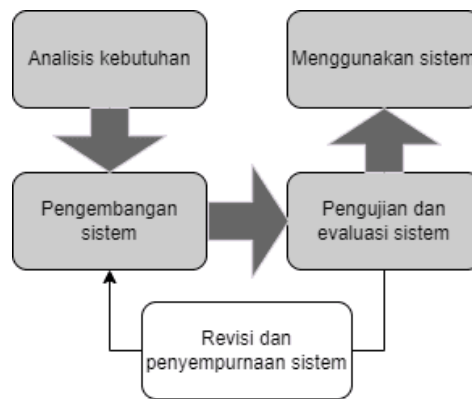 Analisis kebutuhan
Menggunakan sistem
Pengembangan
sistem
Pengujian dan
evaluasi sistem
Revisi dan
penyempurnaan sistem